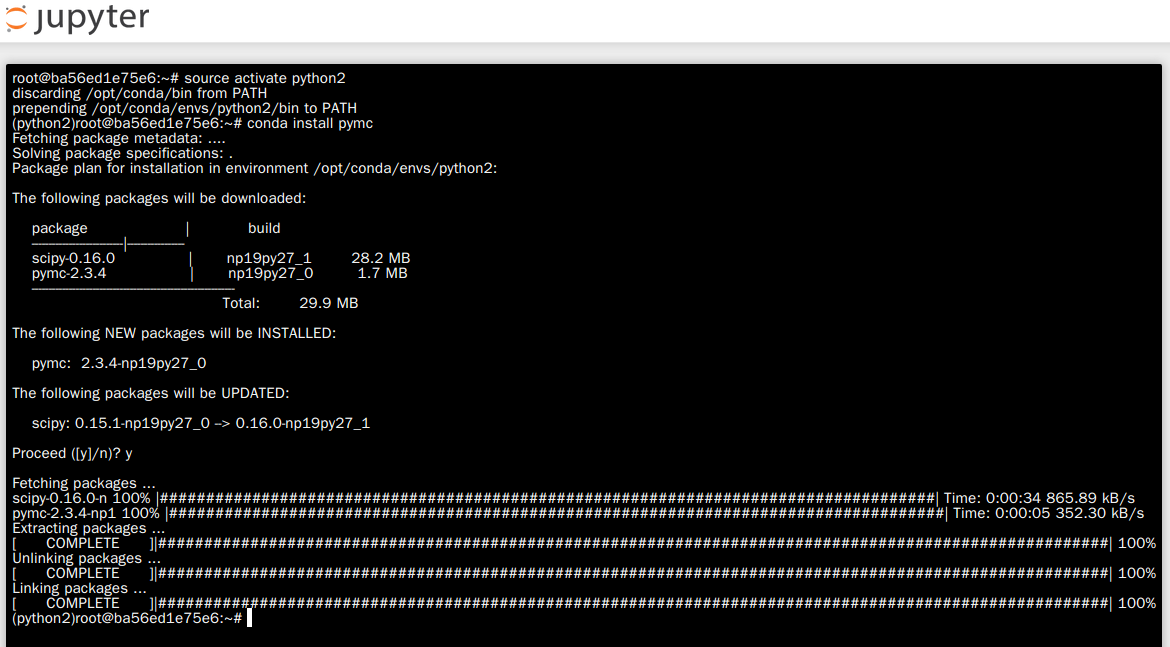 jupyter
root@ba56ed1e75e6:~# source activate python2
discarding /opt/conda/bin from PATH
prepending /opt/conda/envs/python2/bin to PATH
(python2)root@ba56ed1e75e6:~# conda install pymc
Fetching package metadata: ....
Solving package specifications: .
Package plan for installation in environment /opt/conda/envs/python2:
The following packages will be downloaded:
package | build
---------------------------|-----------------
scipy-0.16.0 | np19py27_1 28.2 MB
pymc-2.3.4 | np19py27_0 1.7 MB
------------------------------------------------------------
Total: 29.9 MB
The following NEW packages will be INSTALLED:
pymc: 2.3.4-np19py27_0
The following packages will be UPDATED:
scipy: 0.15.1-np19py27_0 --> 0.16.0-np19py27_1
Proceed ([y]/n)? y
Fetching packages ...
scipy-0.16.0-n 100% |################################################################################| Time: 0:00:34 865.89 kB/s
pymc-2.3.4-np1 100% |################################################################################| Time: 0:00:05 352.30 kB/s
Extracting packages ...
[ COMPLETE ]|##################################################################################################| 100%
Unlinking packages ...
[ COMPLETE ]|##################################################################################################| 100%
Linking packages ...
[ COMPLETE ]|##################################################################################################| 100%
(python2)root@ba56ed1e75e6:~#